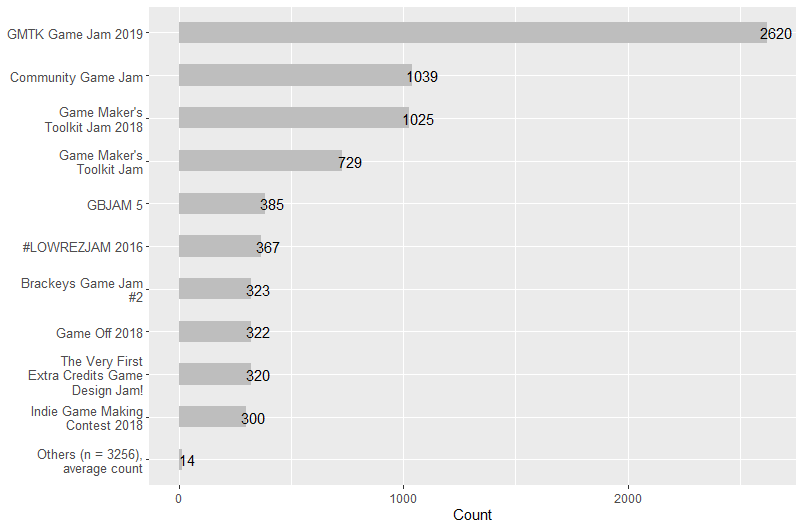 GMTK Game Jam 2019
2620
Community Game Jam
1039
Game Maker's
Toolkit Jam 2018
1025
Game Maker's
Toolkit Jam
729
GBJAM 5
385
#LOWREZJAM 2016
367
Brackeys Game Jam
#2
323
Game Off 2018
322
The Very First
Extra Credits Game
Design Jam!
320
Indie Game Making
Contest 2018
300
Others (n = 3256),
average count
14
0
1000
2000
Count